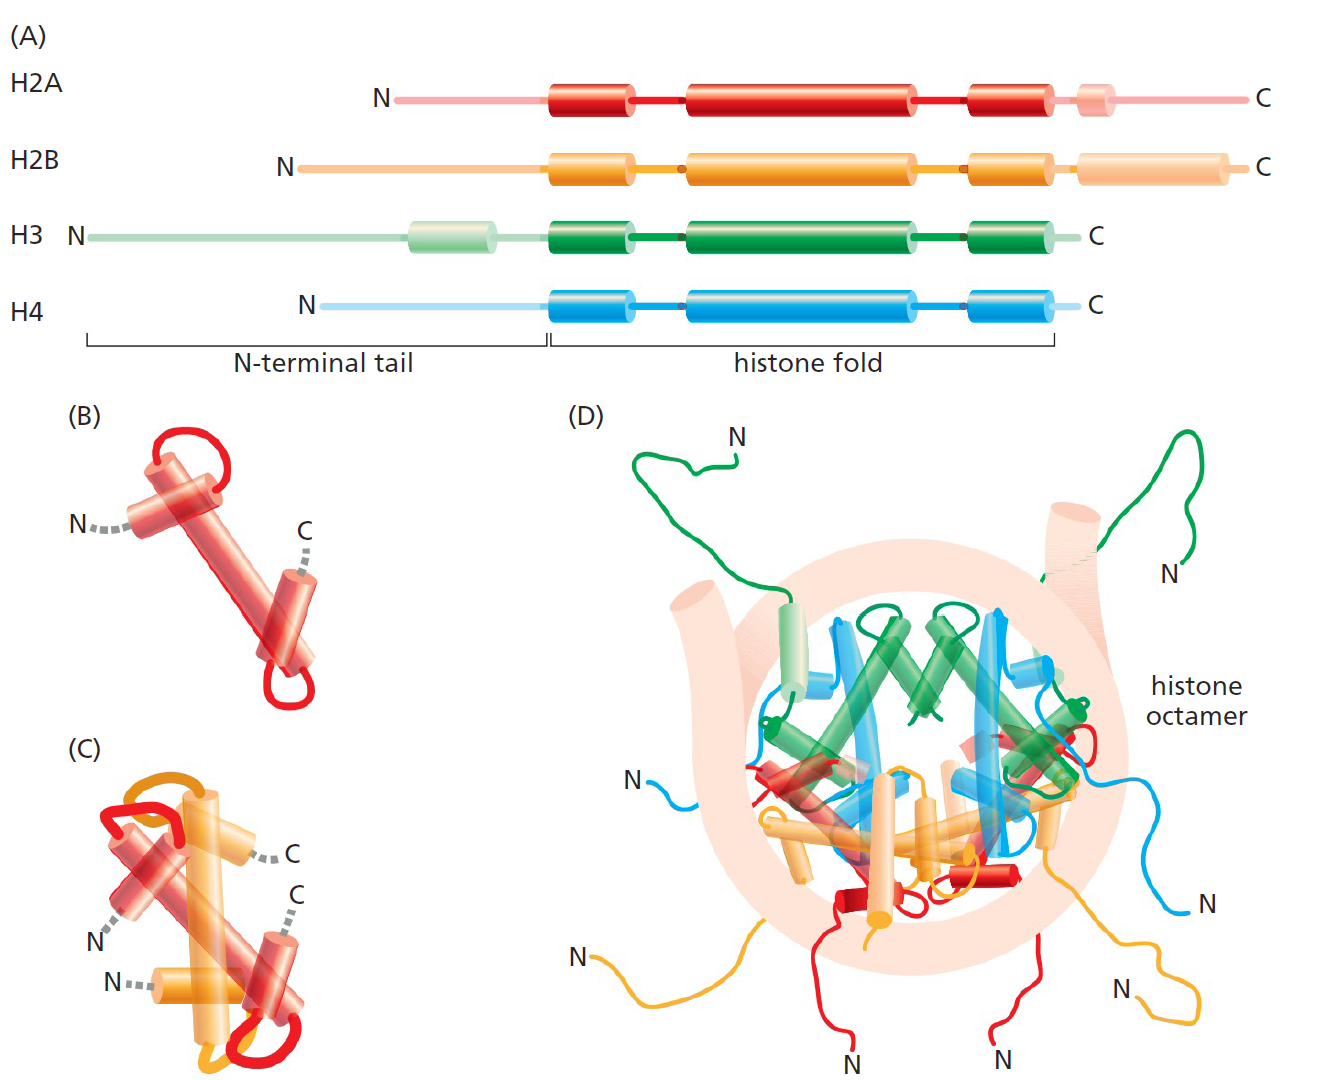 (A)
H2A N C
H2B N C
H3 N C
H4 N C
N-terminal tail histone fold
(B)
N
C
(C)
C
C
N
N
(D)
N
N
histone
octamer
N
N
N
N
N
N